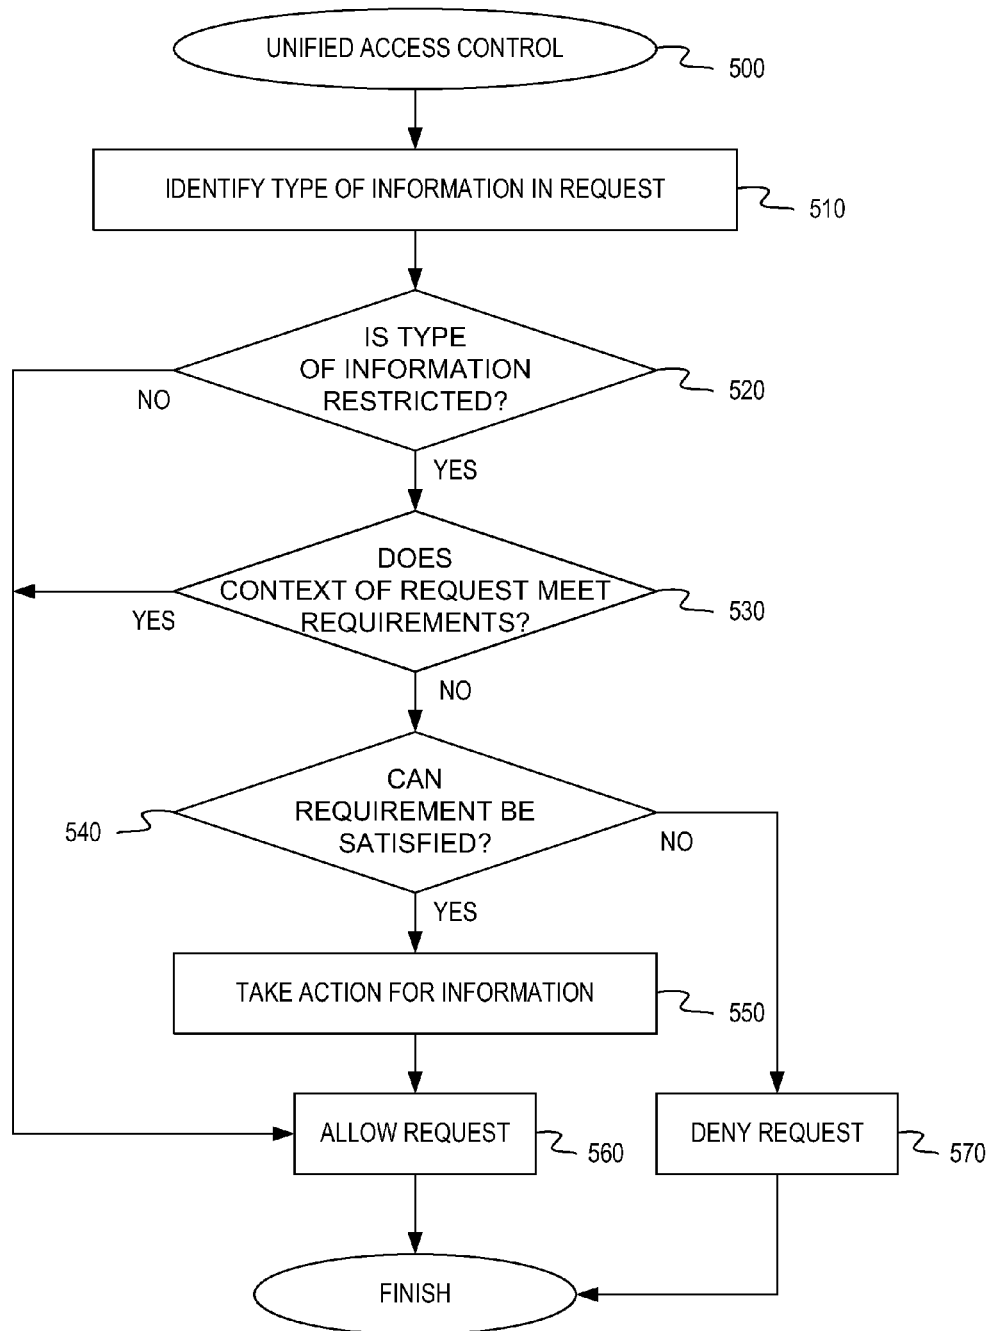 UNIFIED ACCESS CONTROL
500
IDENTIFY TYPE OF INFORMATION IN REQUEST
510
IS TYPE
OF INFORMATION
RESTRICTED?
520
NO
YES
DOES
CONTEXT OF REQUEST MEET
REQUIREMENTS?
530
YES
NO
CAN
REQUIREMENT BE
SATISFIED?
540
NO
YES
TAKE ACTION FOR INFORMATION
550
ALLOW REQUEST
560
DENY REQUEST
570
FINISH